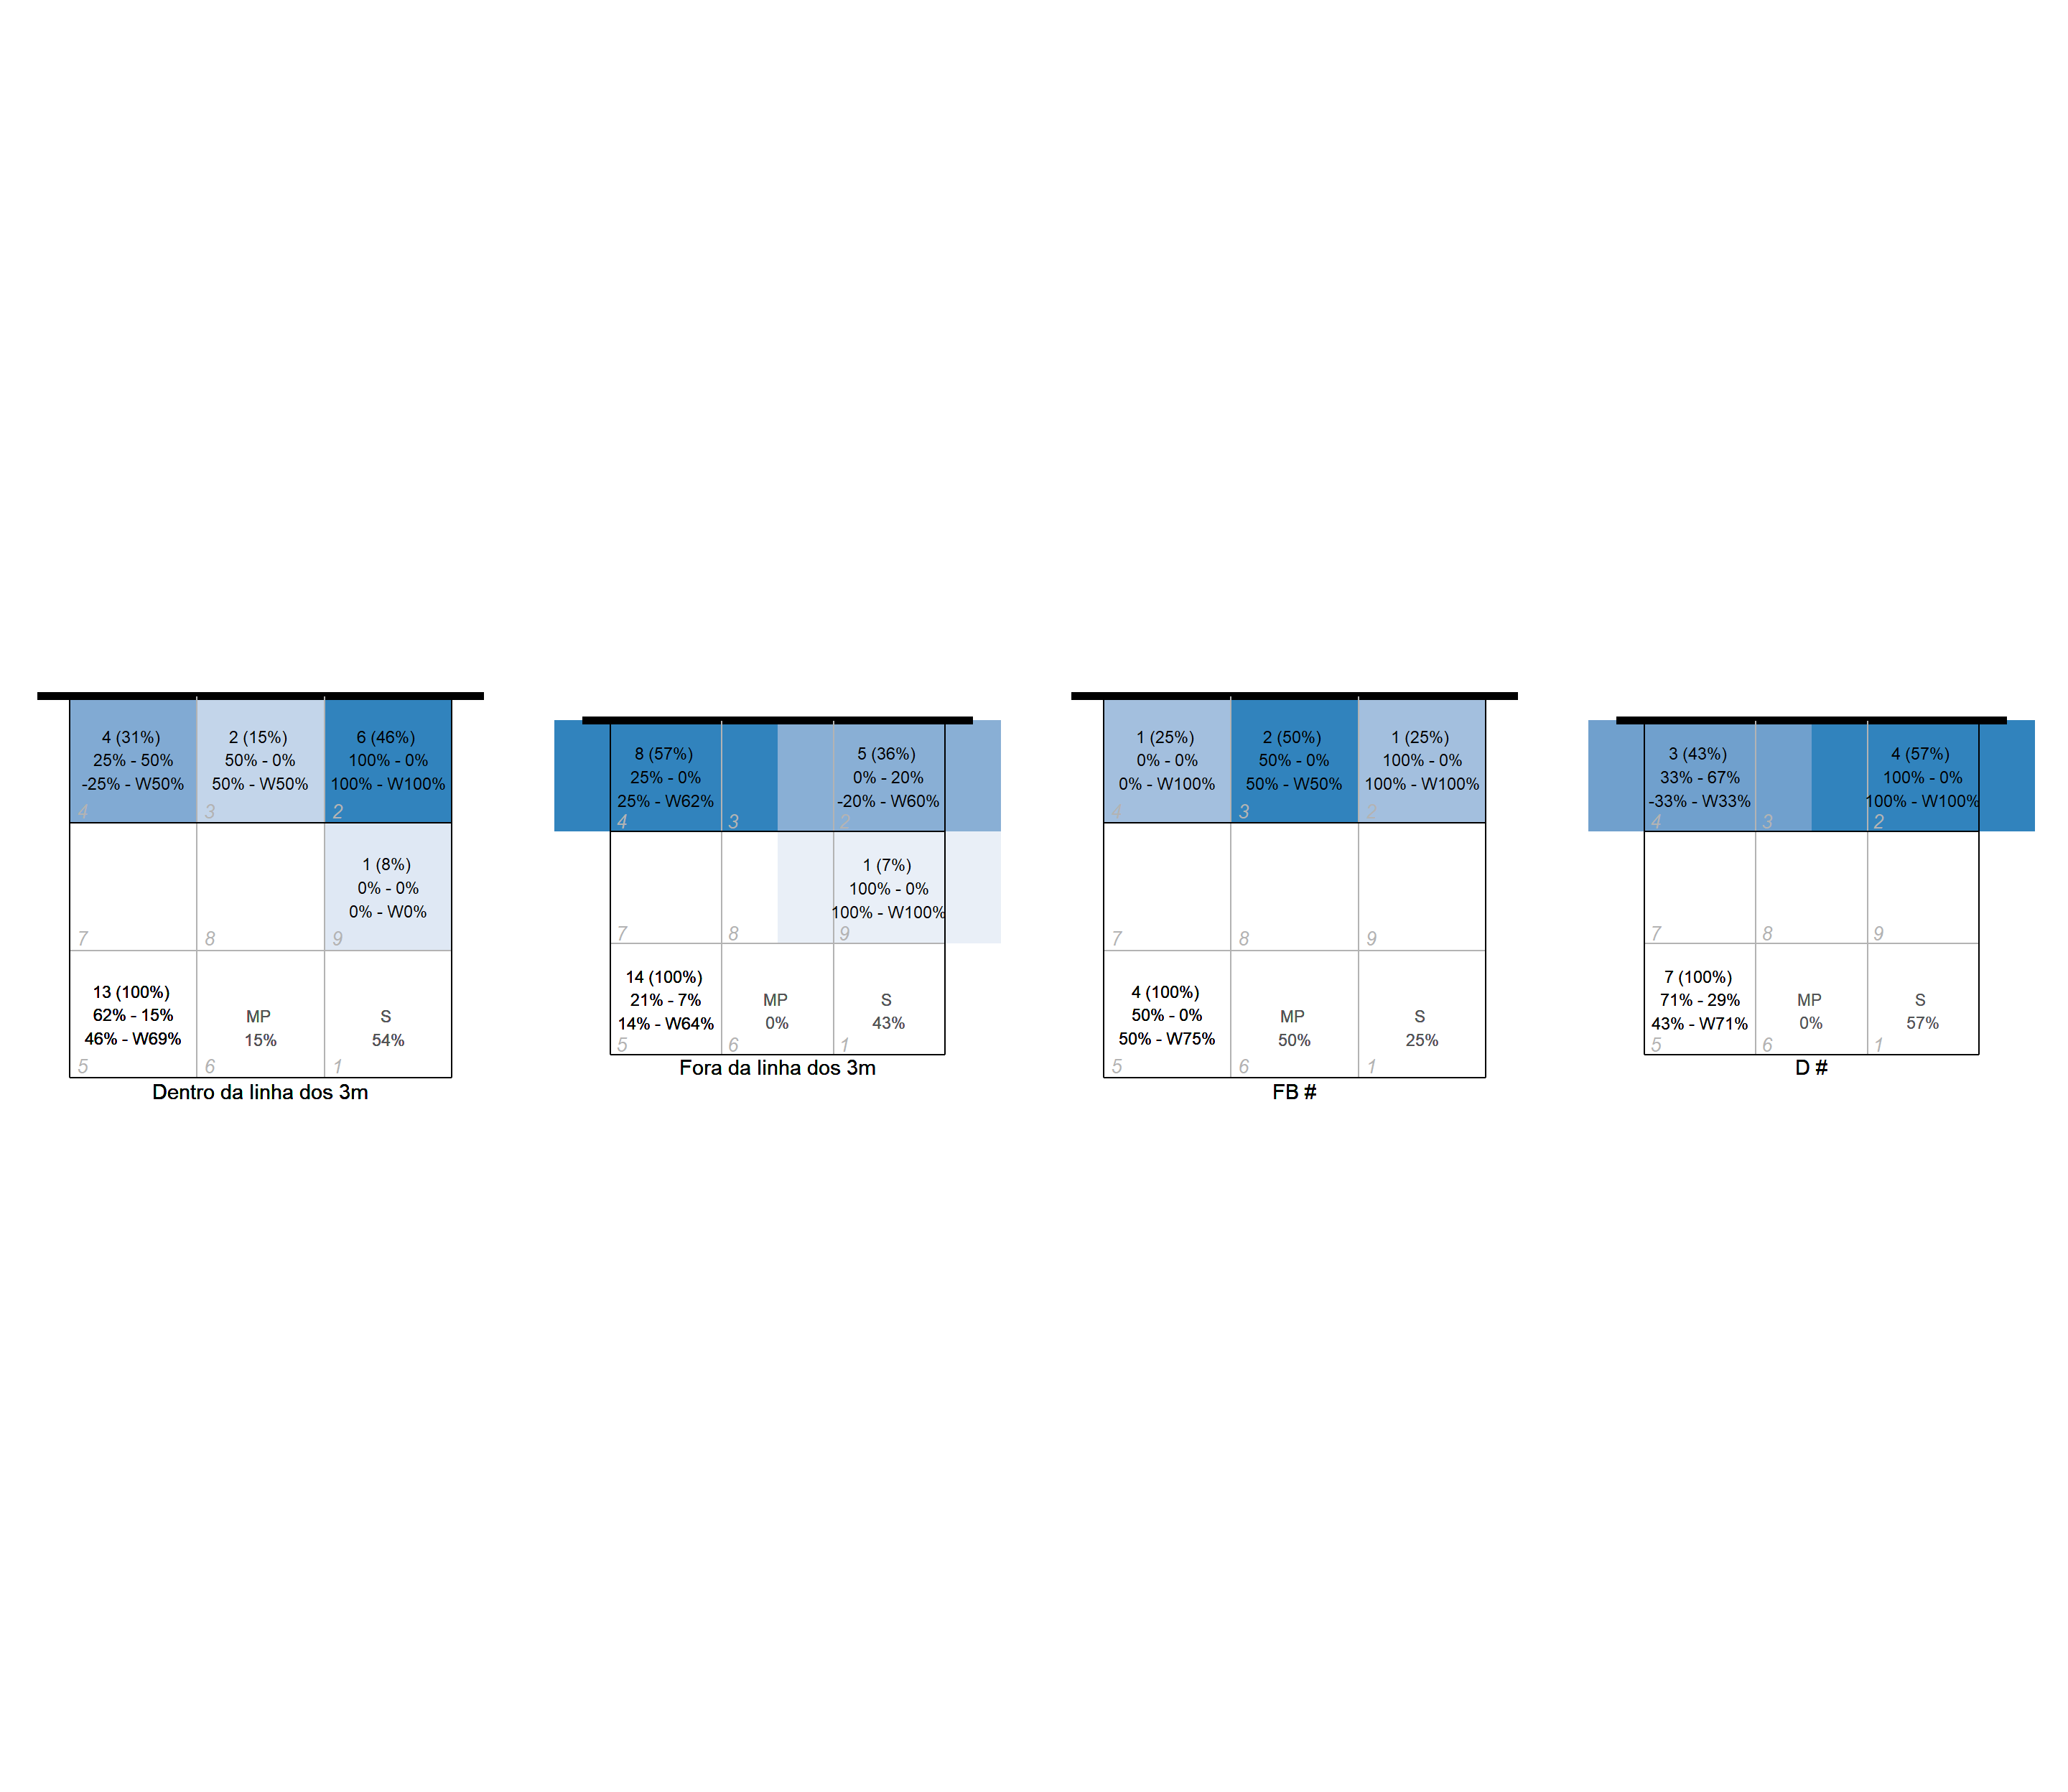 4 (31%)
25% - 50%
-25% - W50%
4
2 (15%)
50% - 0%
50% - W50%
3
6 (46%)
100% - 0%
100% - W100%
2
7
8
1 (8%)
0% - 0%
0% - W0%
9
13 (100%)
62% - 15%
46% - W69%
5
MP
15%
6
S
54%
1
Dentro da linha dos 3m
8 (57%)
25% - 0%
25% - W62%
4
3
5 (36%)
0% - 20%
-20% - W60%
2
7
8
1 (7%)
100% - 0%
100% - W100%
9
14 (100%)
21% - 7%
14% - W64%
5
MP
0%
6
S
43%
1
Fora da linha dos 3m
1 (25%)
0% - 0%
0% - W100%
4
2 (50%)
50% - 0%
50% - W50%
3
1 (25%)
100% - 0%
100% - W100%
2
7
8
9
4 (100%)
50% - 0%
50% - W75%
5
MP
50%
6
S
25%
1
FB #
3 (43%)
33% - 67%
-33% - W33%
4
3
4 (57%)
100% - 0%
100% - W100%
2
7
8
9
7 (100%)
71% - 29%
43% - W71%
5
MP
0%
6
S
57%
1
D #